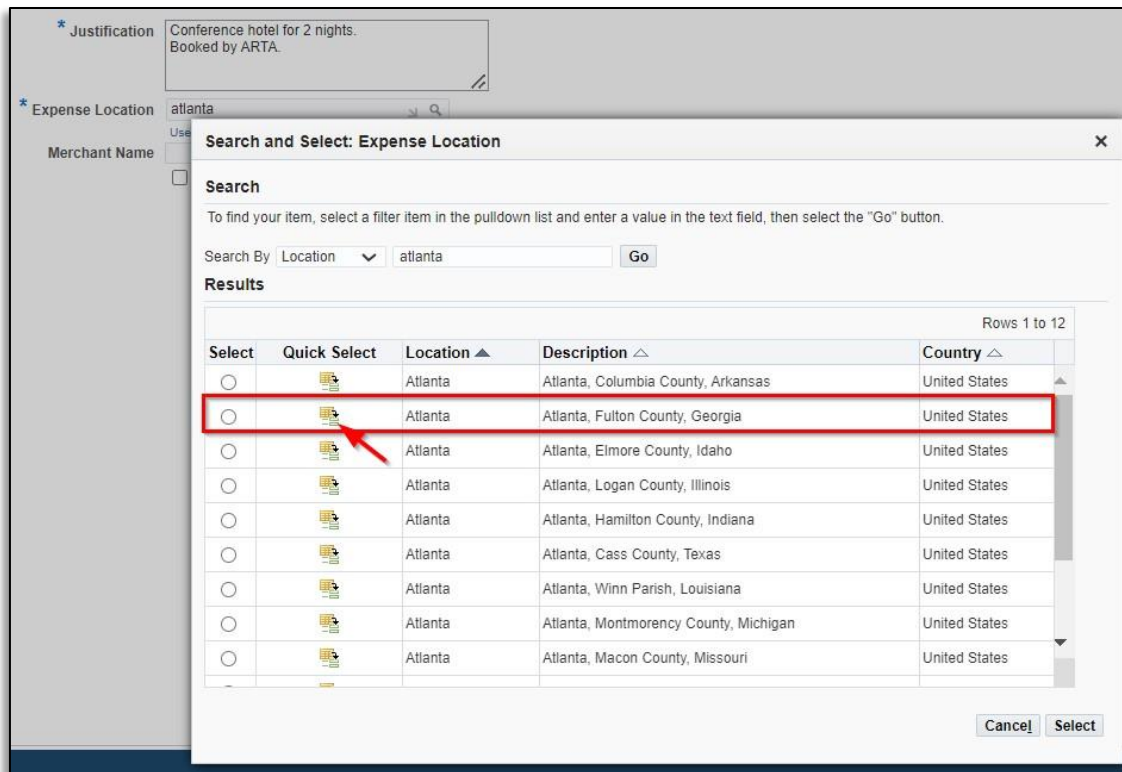 * Justification
Conference hotel for 2 nights.
Booked by ARTA.
* Expense Location atlanta
Use
Merchant Name
Search and Select: Expense Location
Search
To find your item, select a filter item in the pulldown list and enter a value in the text field, then select the "Go" button.
Search By Location atlanta Go
Results
Rows 1 to 12
Select Quick Select Location Description Country
Atlanta Atlanta, Columbia County, Arkansas United States
Atlanta Atlanta, Fulton County, Georgia United States
Atlanta Atlanta, Elmore County, Idaho United States
Atlanta Atlanta, Logan County, Illinois United States
Atlanta Atlanta, Hamilton County, Indiana United States
Atlanta Atlanta, Cass County, Texas United States
Atlanta Atlanta, Winn Parish, Louisiana United States
Atlanta Atlanta, Montmorency County, Michigan United States
Atlanta Atlanta, Macon County, Missouri United States
Cancel Select